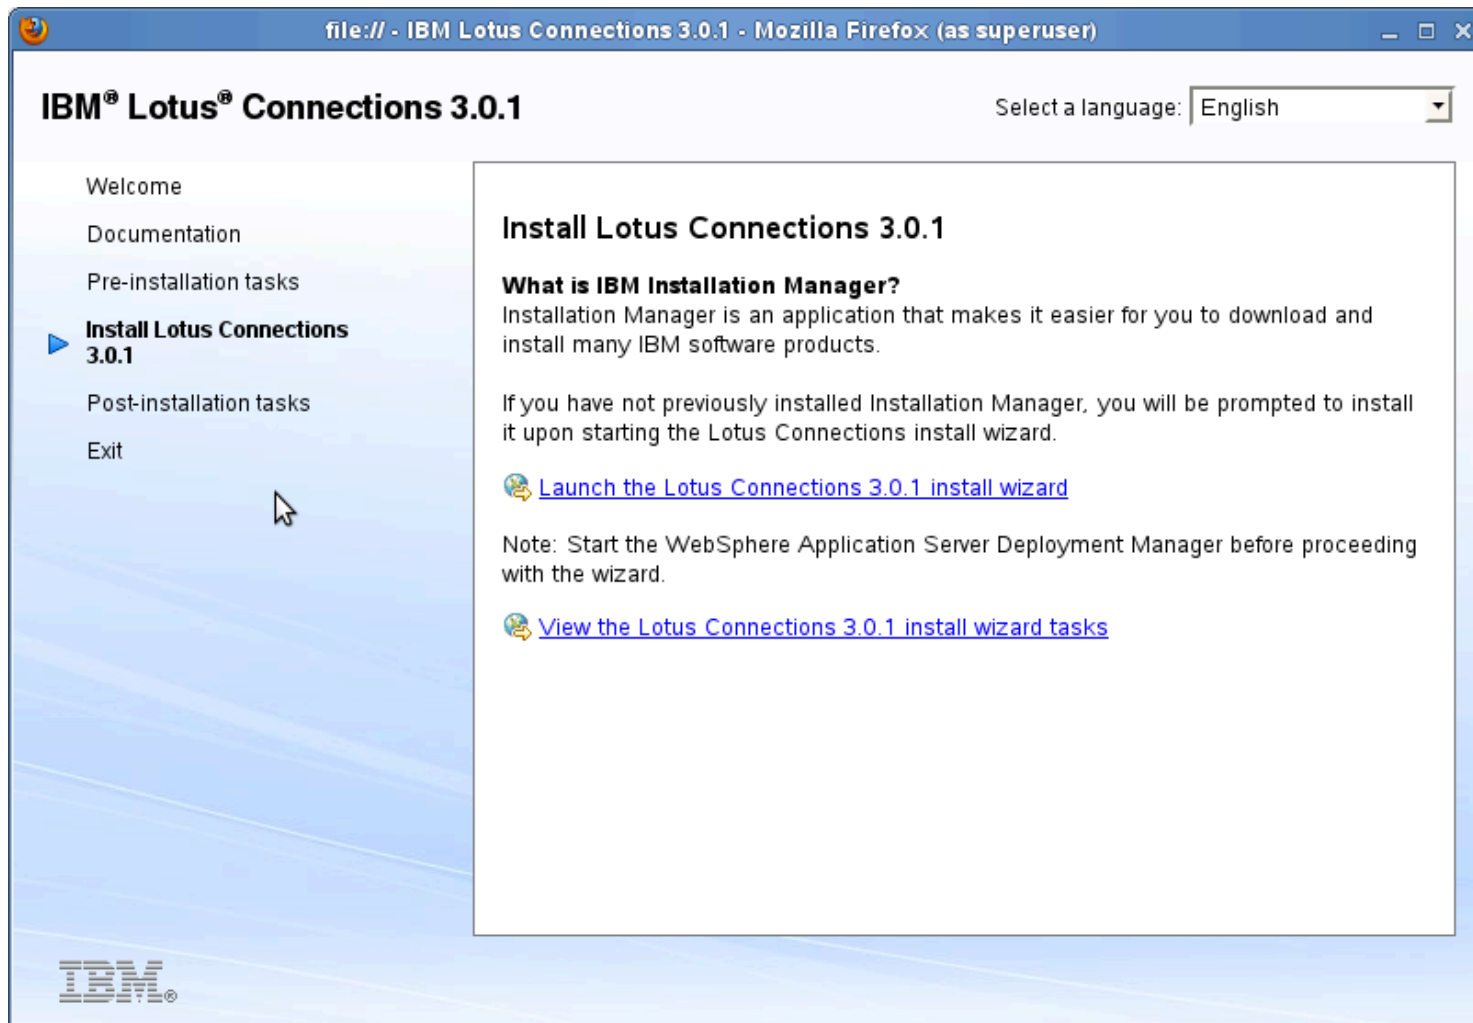 file:// - IBM Lotus Connections 3.0.1 - Mozilla Firefox (as superuser)
IBM® Lotus® Connections 3.0.1
Select a language: English
Welcome
Documentation
Pre-installation tasks
Install Lotus Connections
3.0.1
Post-installation tasks
Exit
Install Lotus Connections 3.0.1
What is IBM Installation Manager?
Installation Manager is an application that makes it easier for you to download and
install many IBM software products.
If you have not previously installed Installation Manager, you will be prompted to install
it upon starting the Lotus Connections install wizard.
Launch the Lotus Connections 3.0.1 install wizard
Note: Start the WebSphere Application Server Deployment Manager before proceeding
with the wizard.
View the Lotus Connections 3.0.1 install wizard tasks
IBM®